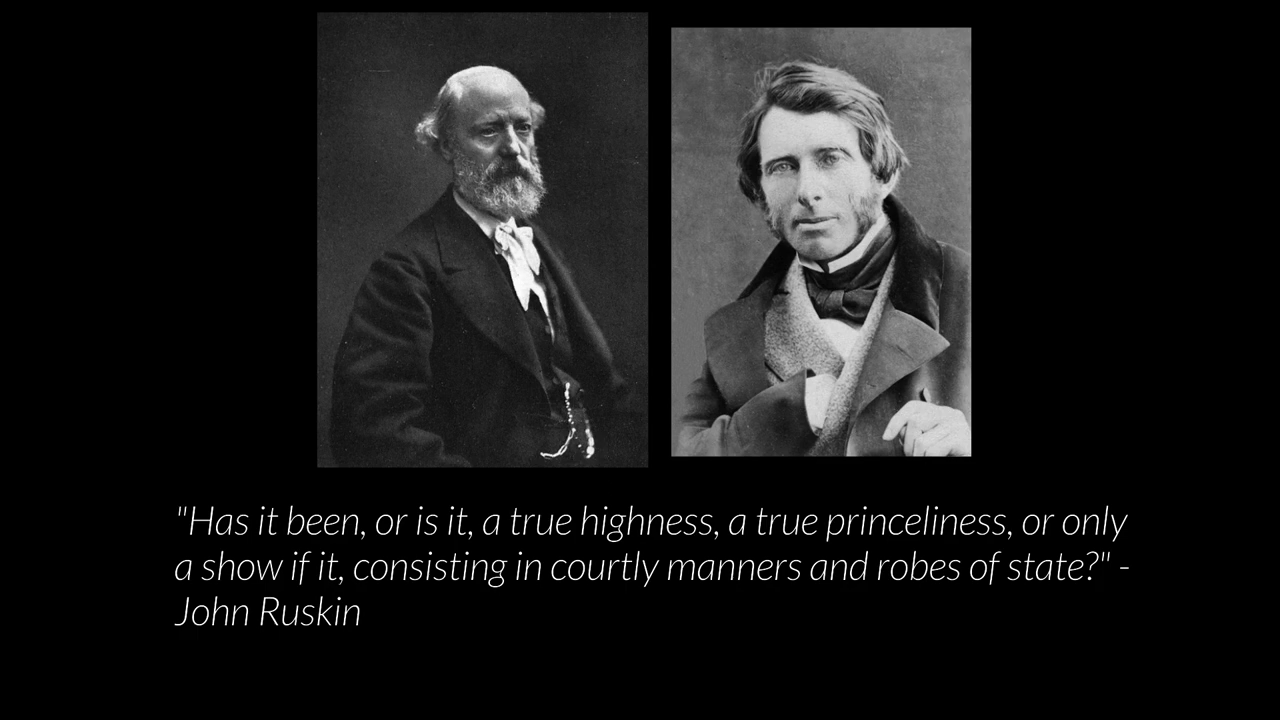 "Has it been, or is it, a true highness, a true princeliness, or only
a show if it, consisting in courtly manners and robes of state?" -
John Ruskin